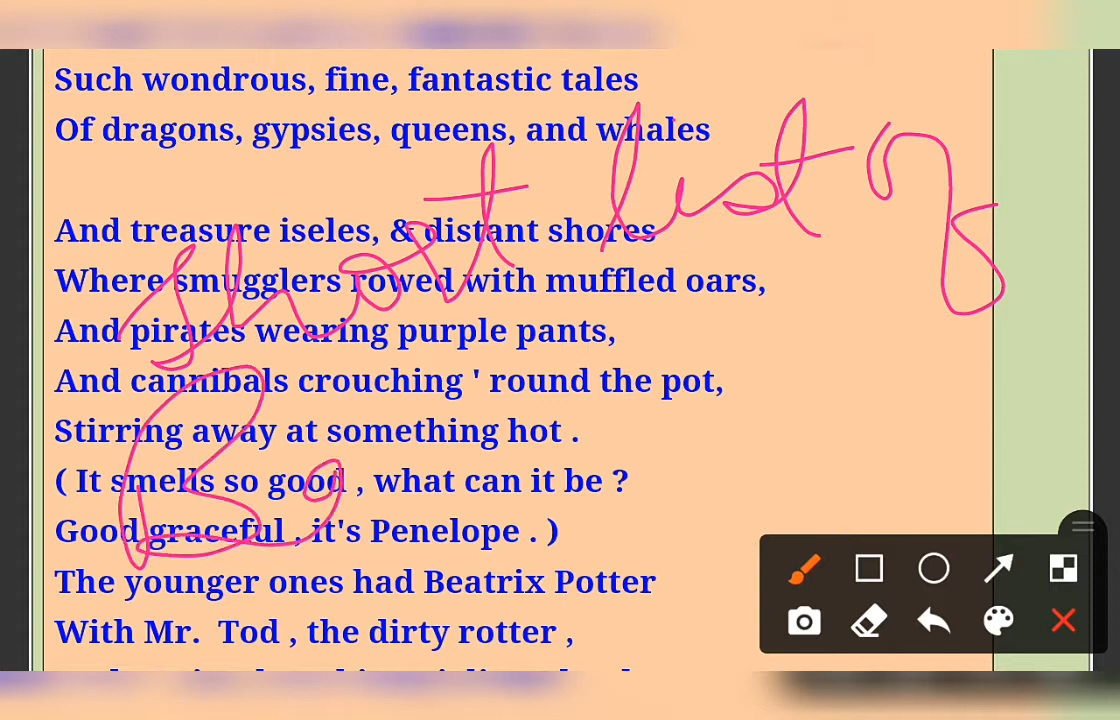 Such wondrous, fine, fantastic tales
Of dragons, gypsies, queens, and whales
And treasure iseles, & distant shores
Where smugglers rowed with muffled oars,
And pirates wearing purple pants,
And cannibals crouching ' round the pot,
Stirring away at something hot .
( It smells so good , what can it be ?
Good graceful , it's Penelope . )
The younger ones had Beatrix Potter
With Mr. Tod , the dirty rotter ,
Short list of
Bo